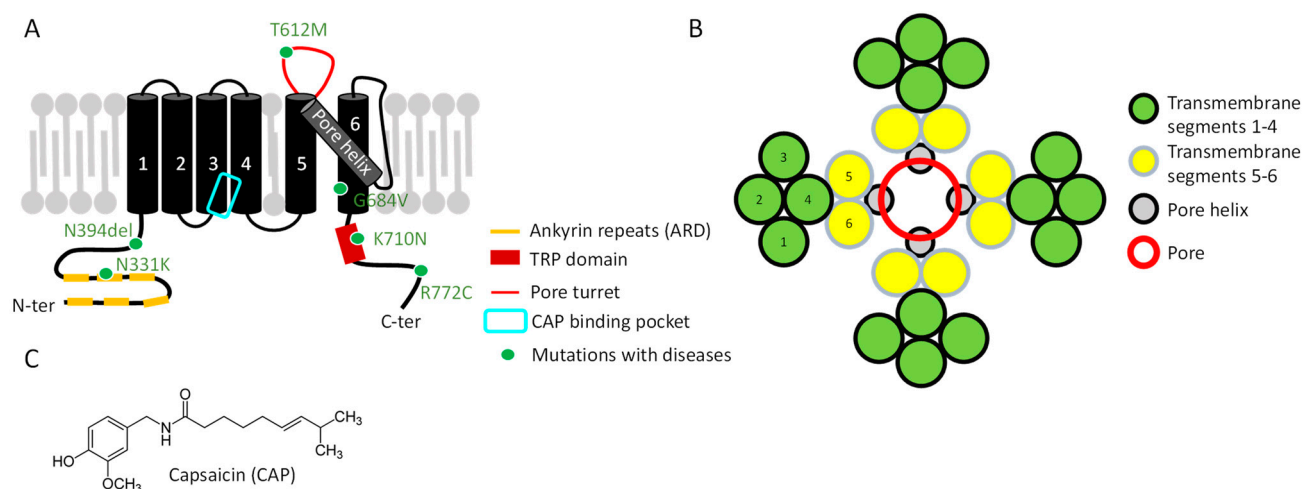 A
T612M
1
2
3
4
5
6
Pore helix
G684V
N394del
K710N
N331K
R772C
N-ter
C-ter
Ankyrin repeats (ARD)
TRP domain
Pore turret
CAP binding pocket
Mutations with diseases
B
3
2
4
1
5
6
Transmembrane
segments 1-4
Transmembrane
segments 5-6
Pore helix
Pore
C
O
N
H
HO
OCH3
CH3
CH3
Capsaicin (CAP)